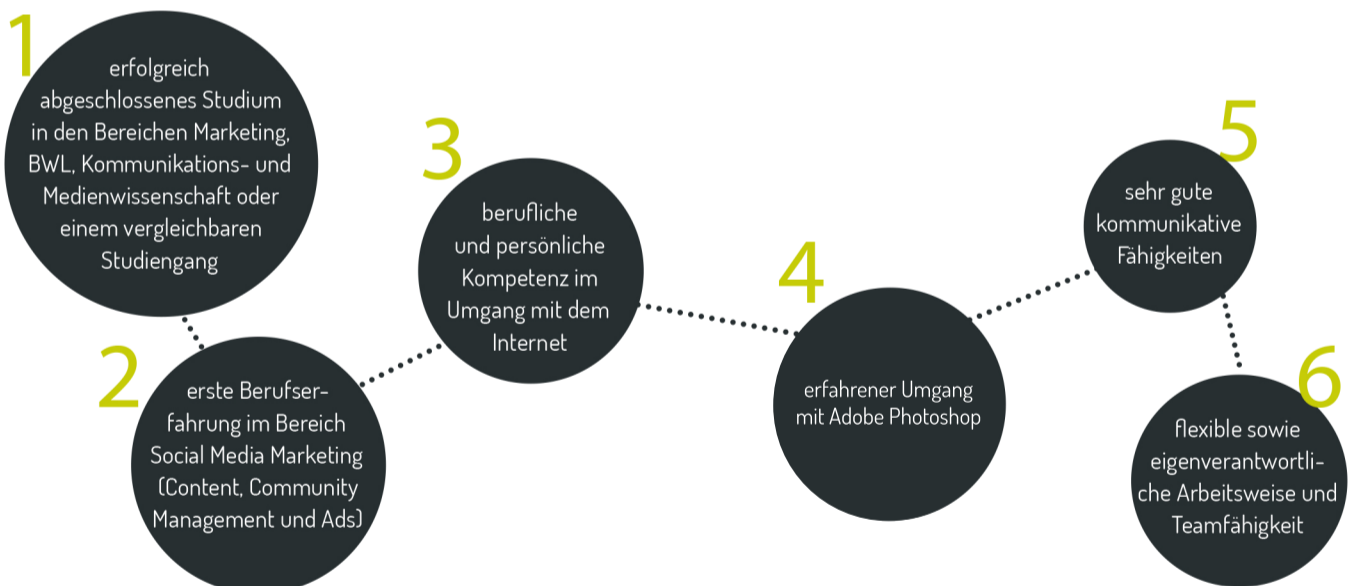 1
erfolgreich
abgeschlossenes Studium
in den Bereichen Marketing,
BWL, Kommunikations- und
Medienwissenschaft oder
einem vergleichbaren
Studiengang
2
erste Berufser-
fahrung im Bereich
Social Media Marketing
(Content, Community
Management und Ads)
3
berufliche
und persönliche
Kompetenz im
Umgang mit dem
Internet
4
erfahrener Umgang
mit Adobe Photoshop
5
sehr gute
kommunikative
Fähigkeiten
6
flexible sowie
eigenverantwortli-
che Arbeitsweise und
Teamfähigkeit